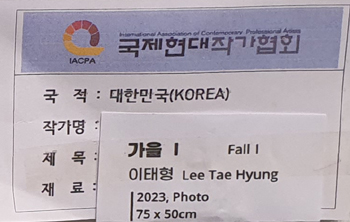 International Association of Contemporary Professional Artists
국제현대작가협회
IACPA
국 적 : 대한민국(KOREA)
작가명 :
제 목 :
재 료 :
가을 I Fall I
이태형 Lee Tae Hyung
2023, Photo
75 x 50cm